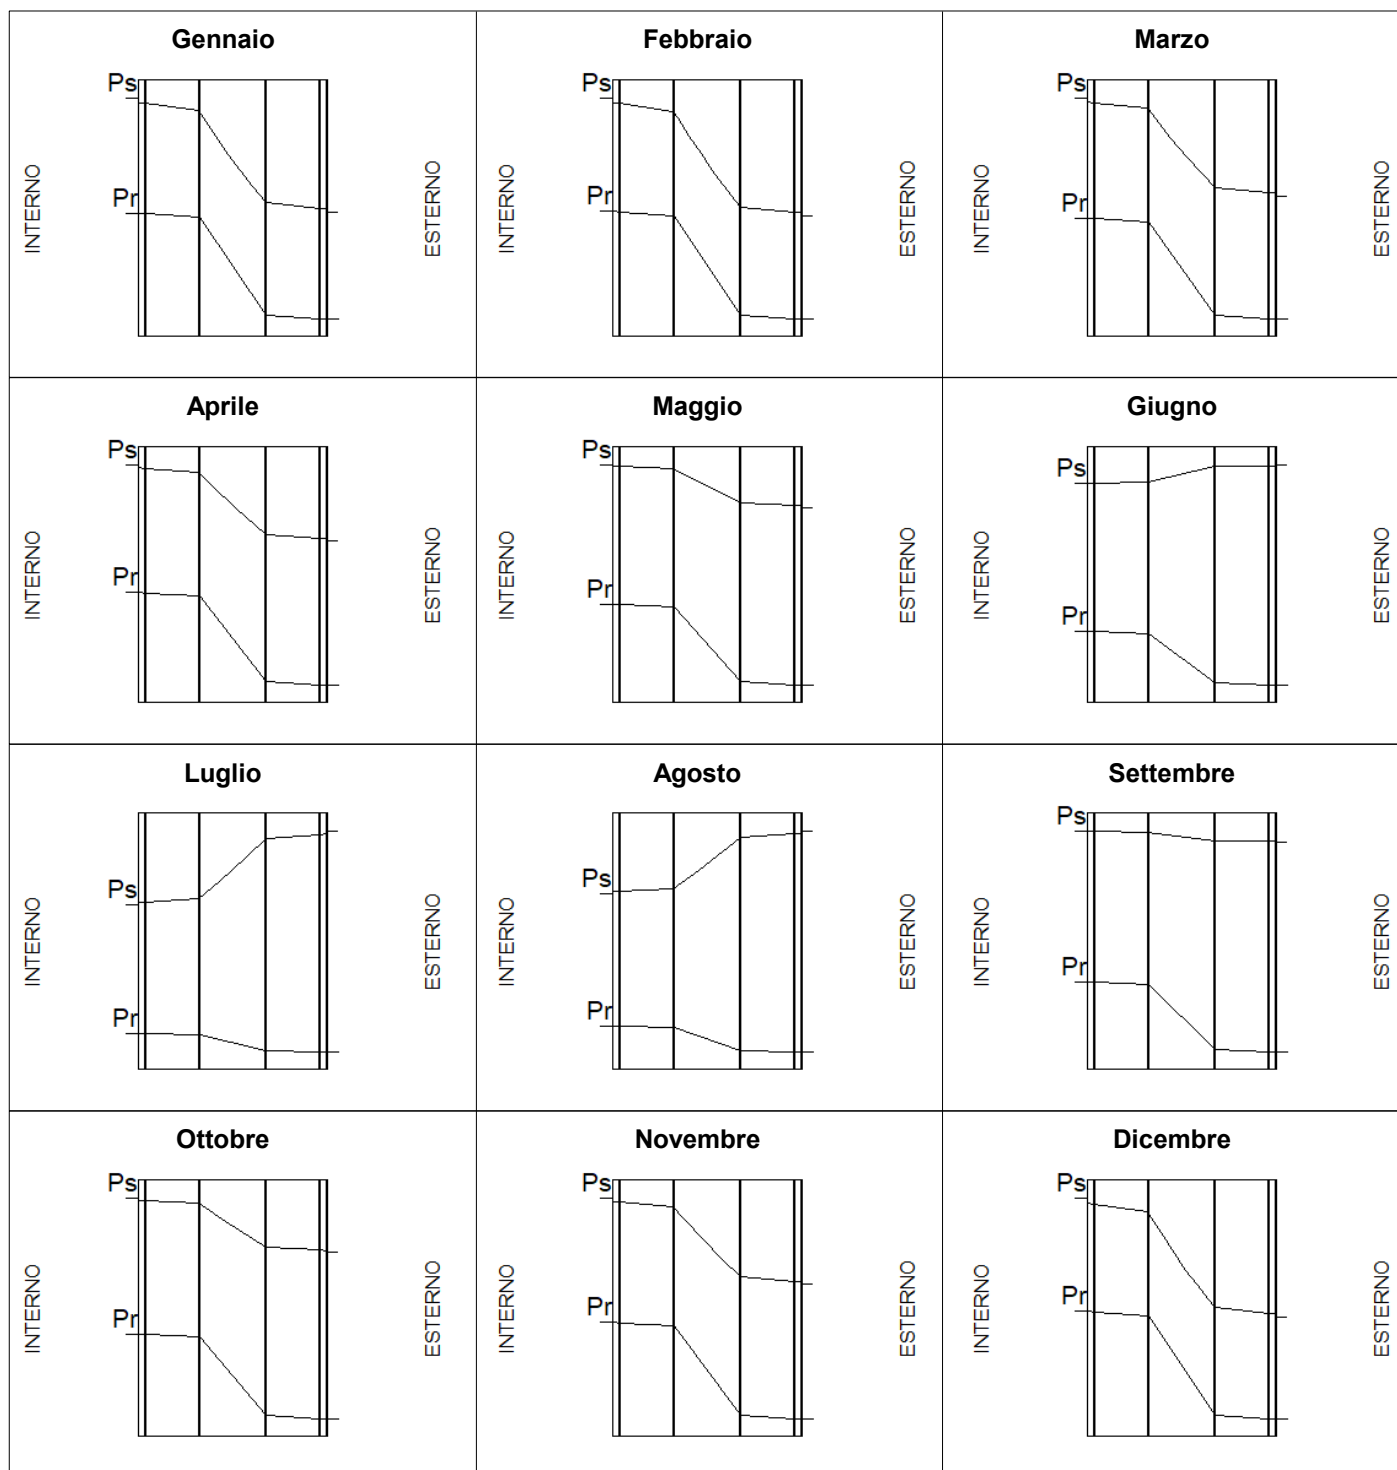 Gennaio
Ps
Pr
INTERNO
ESTERNO
Febbraio
Ps
Pr
INTERNO
ESTERNO
Marzo
Ps
Pr
INTERNO
ESTERNO
Aprile
Ps
Pr
INTERNO
ESTERNO
Maggio
Ps
Pr
INTERNO
ESTERNO
Giugno
Ps
Pr
INTERNO
ESTERNO
Luglio
Ps
Pr
INTERNO
ESTERNO
Agosto
Ps
Pr
INTERNO
ESTERNO
Settembre
Ps
Pr
INTERNO
ESTERNO
Ottobre
Ps
Pr
INTERNO
ESTERNO
Novembre
Ps
Pr
INTERNO
ESTERNO
Dicembre
Ps
Pr
INTERNO
ESTERNO